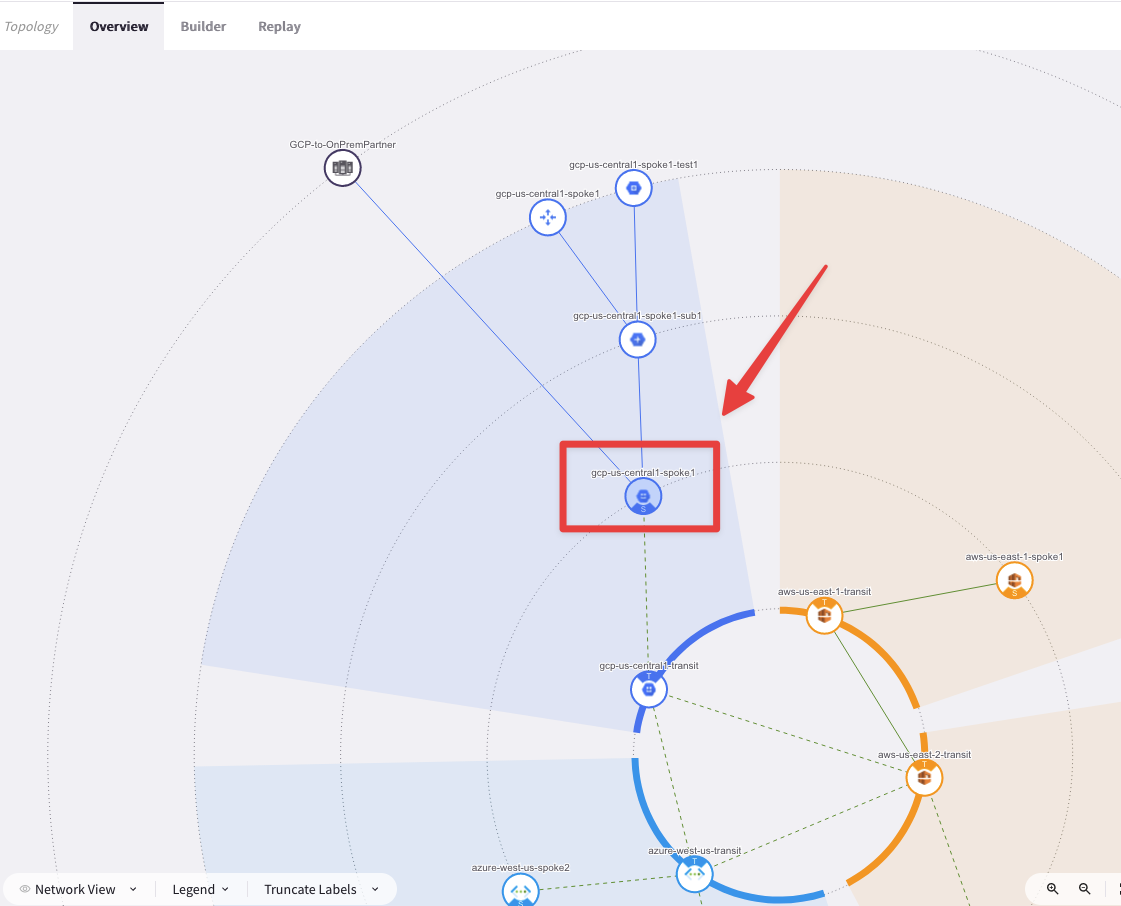 Topology Overview Builder Replay
GCP-to-OnPremPartner
gcp-us-central1-spoke1-test1
gcp-us-central1-spoke1
gcp-us-central1-spoke1-sub1
gcp-us-central1-spoke1
S
aws-us-east-1-spoke1
S
aws-us-east-1-transit
T
gcp-us-central1-transit
T
aws-us-east-2-transit
T
azure-west-us-transit
T
azure-west-us-spoke2
S
Network View Legend Truncate Labels